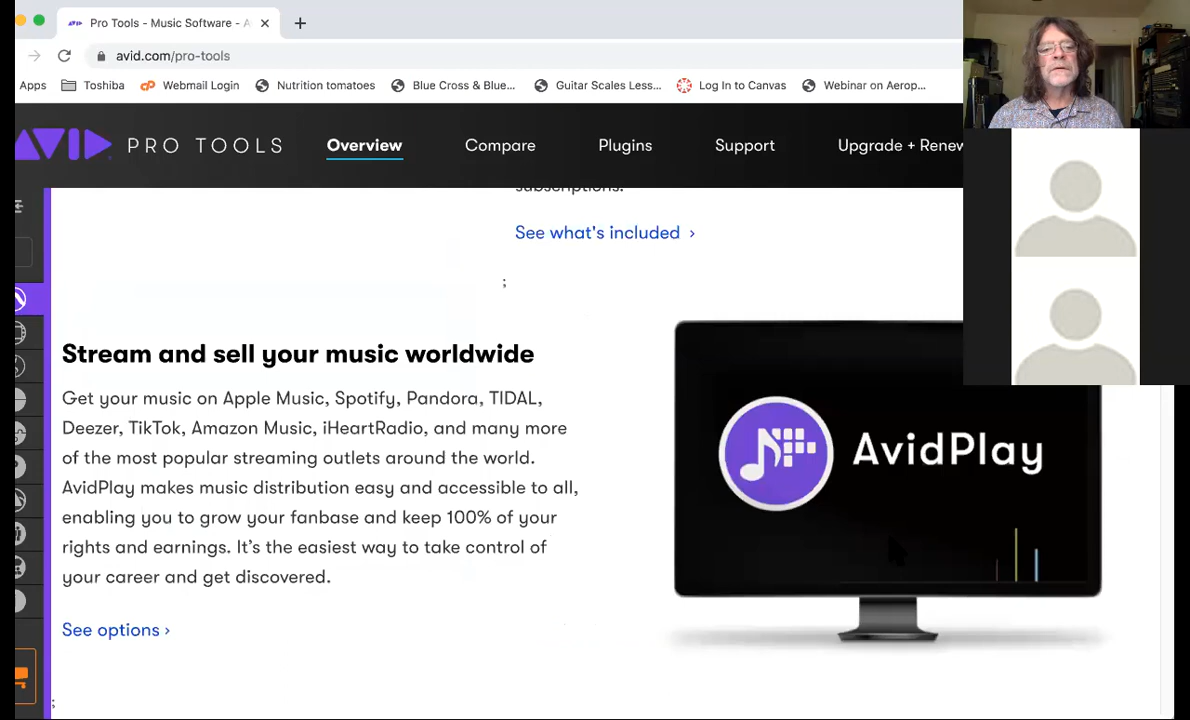 Pro Tools - Music Software - A
avid.com/pro-tools
Apps Toshiba Webmail Login Nutrition tomatoes Blue Cross & Blue... Guitar Scales Less... Log In to Canvas Webinar on Aerop...
AVID PRO TOOLS Overview Compare Plugins Support Upgrade + Renew
subscriptions.
See what's included ›
;
Stream and sell your music worldwide
Get your music on Apple Music, Spotify, Pandora, TIDAL,
Deezer, TikTok, Amazon Music, iHeartRadio, and many more
of the most popular streaming outlets around the world.
AvidPlay makes music distribution easy and accessible to all,
enabling you to grow your fanbase and keep 100% of your
rights and earnings. It’s the easiest way to take control of
your career and get discovered.
See options ›
AvidPlay
;